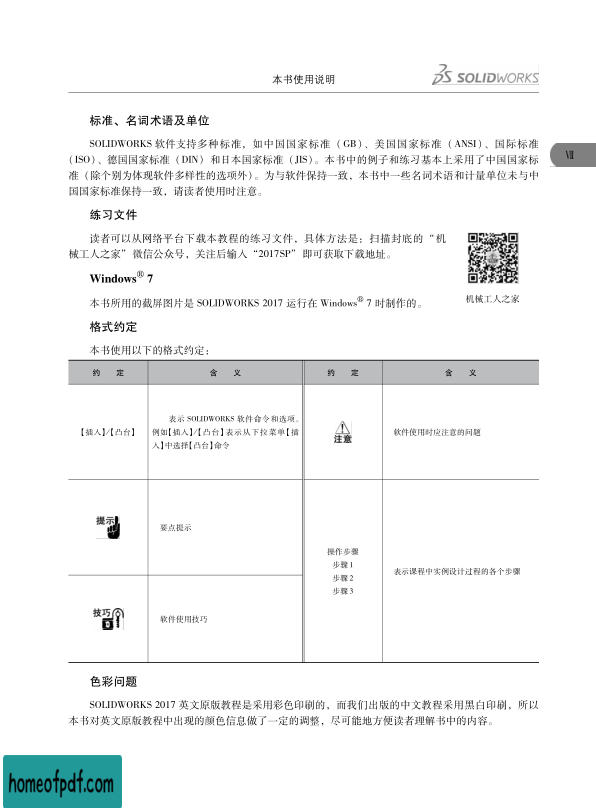 本书使用说明
SOLIDWORKS
VII
标准、名词术语及单位
SOLIDWORKS 软件支持多种标准，如中国国家标准（GB）、美国国家标准（ANSI）、国际标准
（ISO）、德国国家标准（DIN）和日本国家标准（JIS）。本书中的例子和练习基本上采用了中国国家标
准（除个别为体现软件多样性的选项外）。为与软件保持一致，本书中一些名词术语和计量单位未与中
国国家标准保持一致，请读者使用时注意。
练习文件
读者可以从网络平台下载本教程的练习文件，具体方法是：扫描封底的“机
械工人之家”微信公众号，关注后输入“2017SP”即可获取下载地址。
机械工人之家
Windows® 7
本书所用的截屏图片是 SOLIDWORKS 2017 运行在 Windows® 7 时制作的。
格式约定
本书使用以下的格式约定：
约 定 含 义 约 定 含 义
【插入】/【凸台】
表示 SOLIDWORKS 软件命令和选项。
例如【插入】/【凸台】表示从下拉菜单【插
入】中选择【凸台】命令
注意
软件使用时应注意的问题
提示
要点提示
操作步骤
步骤 1
步骤 2
步骤 3
表示课程中实例设计过程的各个步骤
技巧
软件使用技巧
色彩问题
SOLIDWORKS 2017 英文原版教程是采用彩色印刷的，而我们出版的中文教程采用黑白印刷，所以
本书对英文原版教程中出现的颜色信息做了一定的调整，尽可能地方便读者理解书中的内容。
homeofpdf.com